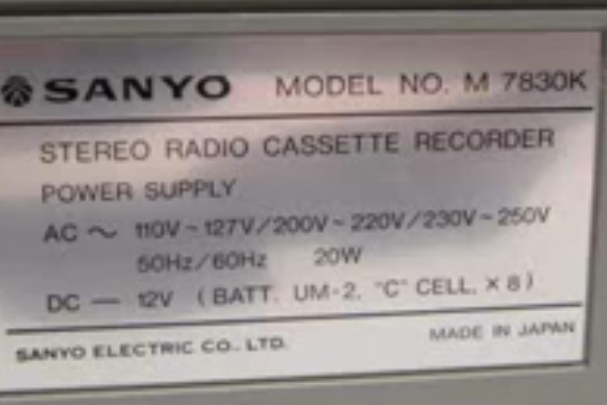 SANYO MODEL NO. M 7830K
STEREO RADIO CASSETTE RECORDER
POWER SUPPLY
AC ~ 110V~127V/200V~220V/230V~250V
50Hz/60Hz 20W
DC — 12V (BATT. UM-2, "C" CELL, × 8)
SANYO ELECTRIC CO., LTD. MADE IN JAPAN